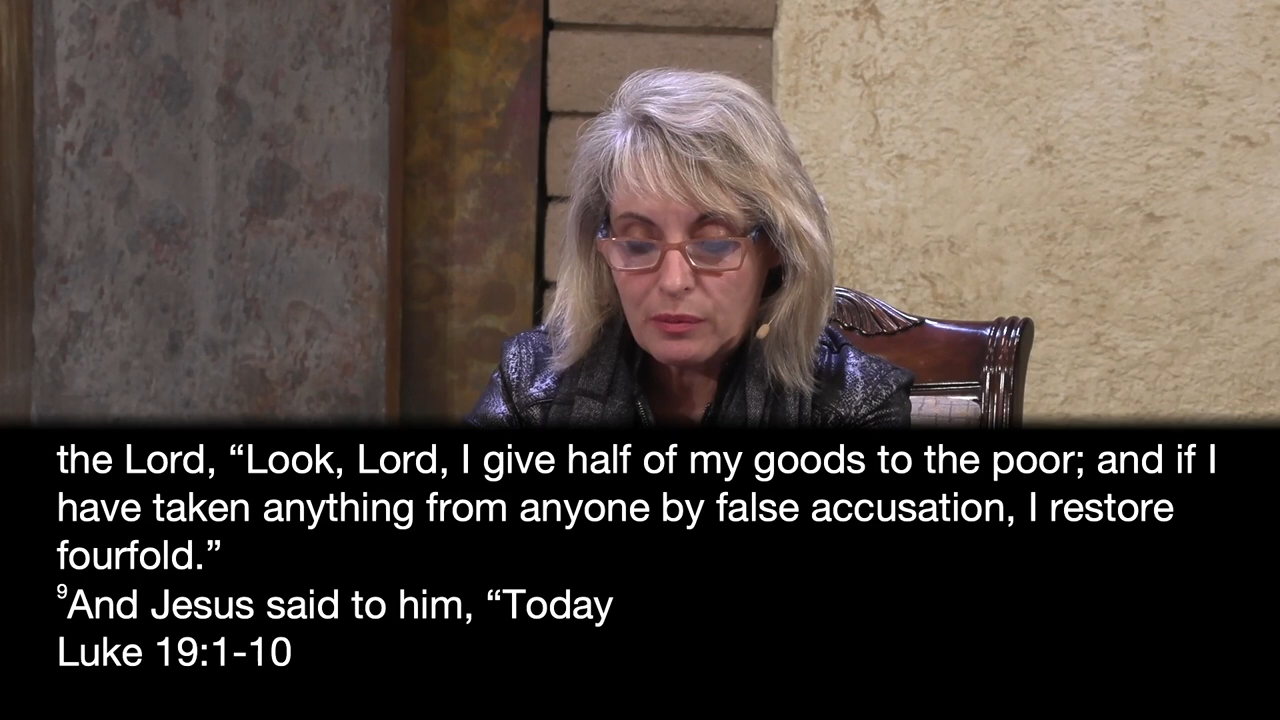 the Lord, “Look, Lord, I give half of my goods to the poor; and if I
have taken anything from anyone by false accusation, I restore
fourfold.”
⁹And Jesus said to him, “Today
Luke 19:1-10